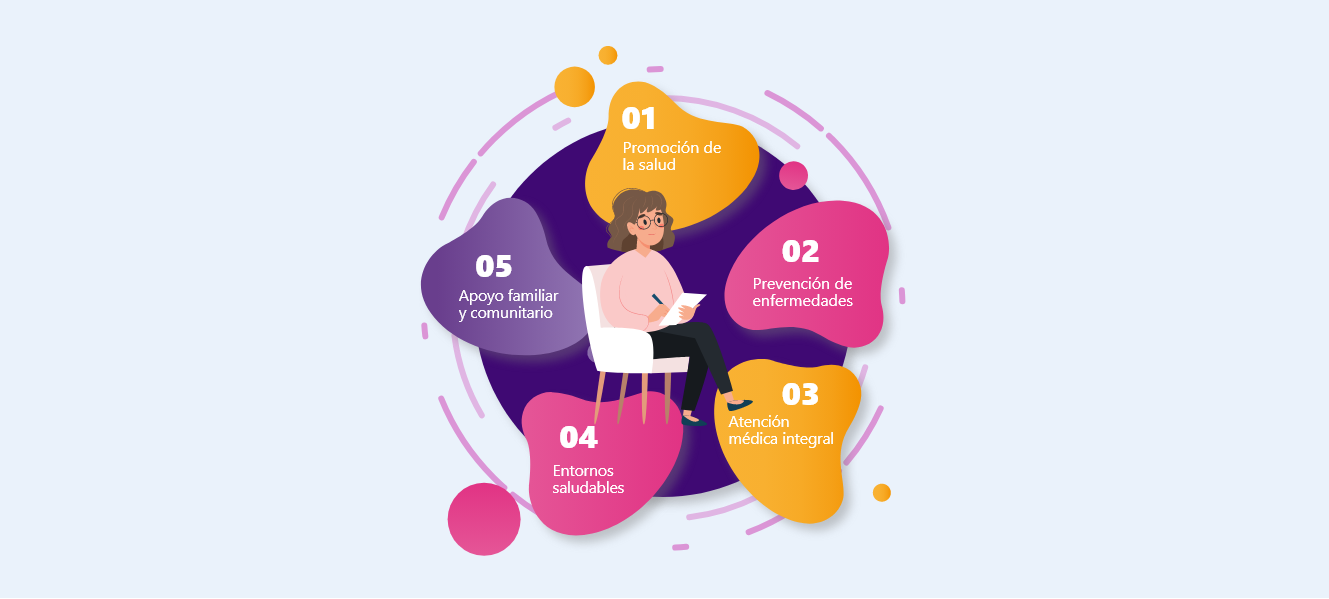 01
Promoción de
la salud
02
Prevención de
enfermedades
03
Atención
médica integral
04
Entornos
saludables
05
Apoyo familiar
y comunitario